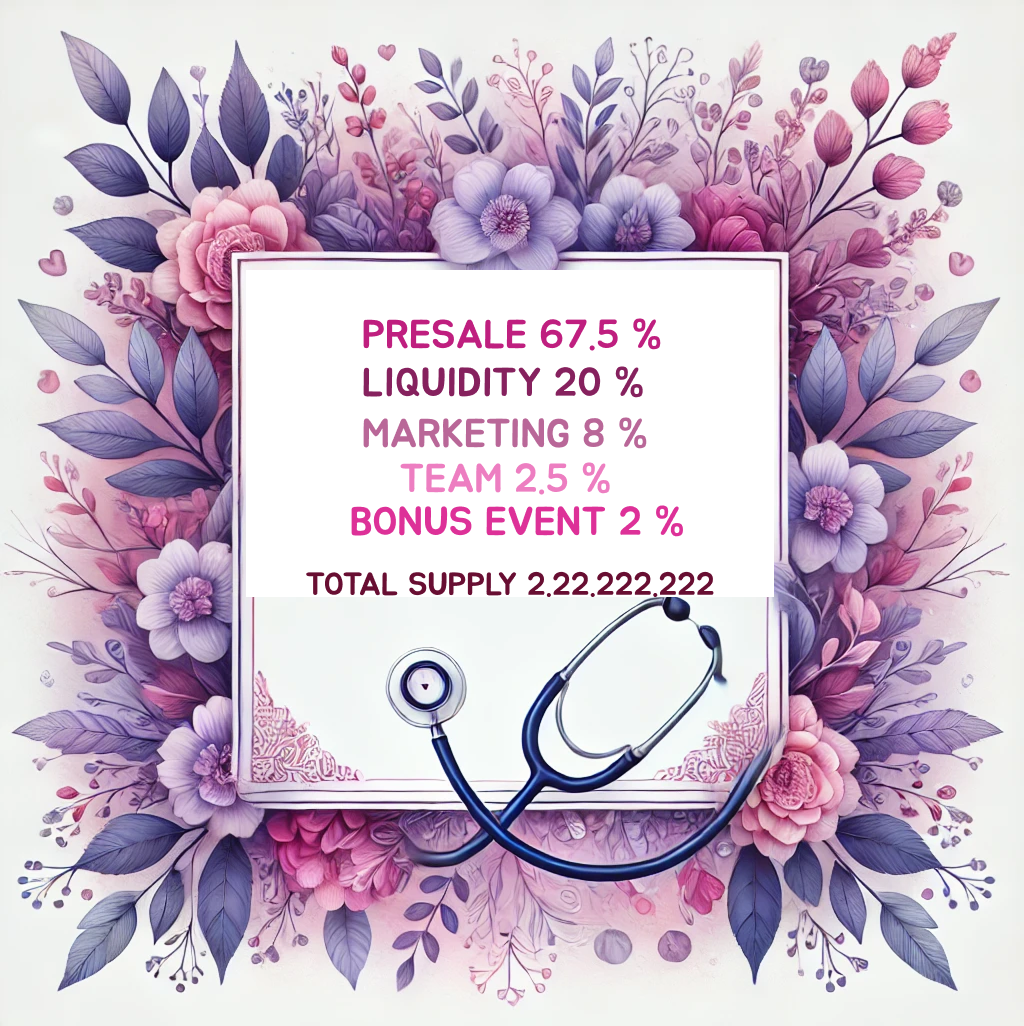 PRESALE 67.5 %
LIQUIDITY 20 %
MARKETING 8 %
TEAM 2.5 %
BONUS EVENT 2 %
TOTAL SUPPLY 2.22.222.222